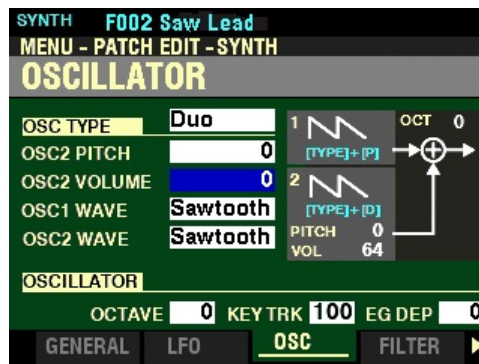 SYNTH F002 Saw Lead
MENU - PATCH EDIT - SYNTH
OSCILLATOR
OSC TYPE Duo
OSC2 PITCH 0
OSC2 VOLUME 0
OSC1 WAVE Sawtooth
OSC2 WAVE Sawtooth
1 OCT 0
[TYPE]+[P]
2
[TYPE]+[D]
PITCH 0
VOL 64
OSCILLATOR
OCTAVE 0 KEY TRK 100 EG DEP 0
GENERAL LFO OSC FILTER